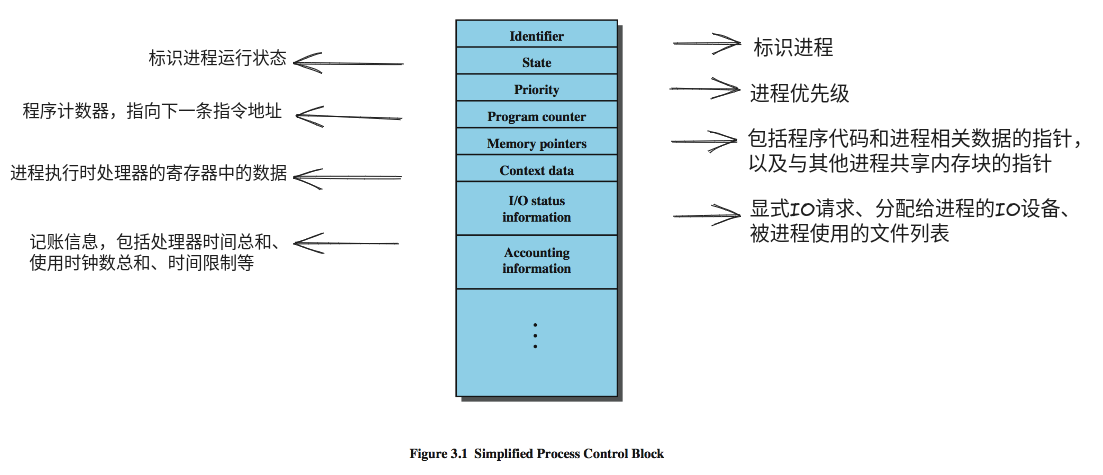 标识进程运行状态
程序计数器，指向下一条指令地址
进程执行时处理器的寄存器中的数据
记账信息，包括处理器时间总和、
使用时钟数总和、时间限制等
Identifier
State
Priority
Program counter
Memory pointers
Context data
I/O status
information
Accounting
information
标识进程
进程优先级
包括程序代码和进程相关数据的指针，
以及与其他进程共享内存块的指针
显式IO请求、分配给进程的IO设备、
被进程使用的文件列表
Figure 3.1 Simplified Process Control Block